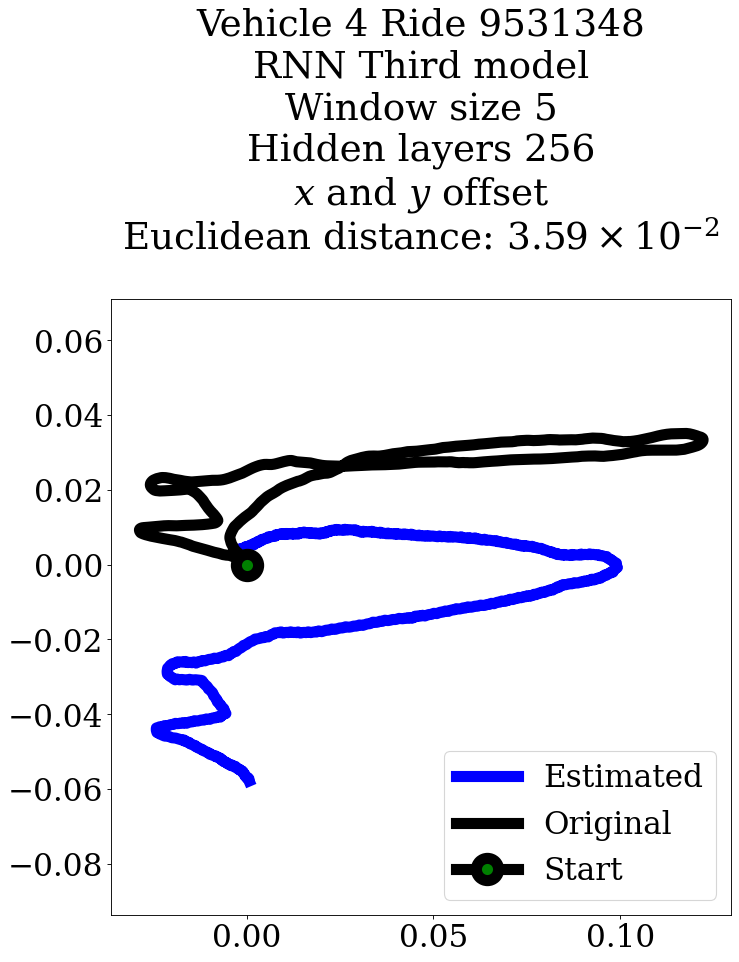 Vehicle 4 Ride 9531348
RNN Third model
Window size 5
Hidden layers 256
x and y offset
Euclidean distance: 3.59 × 10⁻²
0.06
0.04
0.02
0.00
−0.02
−0.04
−0.06
−0.08
Estimated
Original
Start
0.00 0.05 0.10